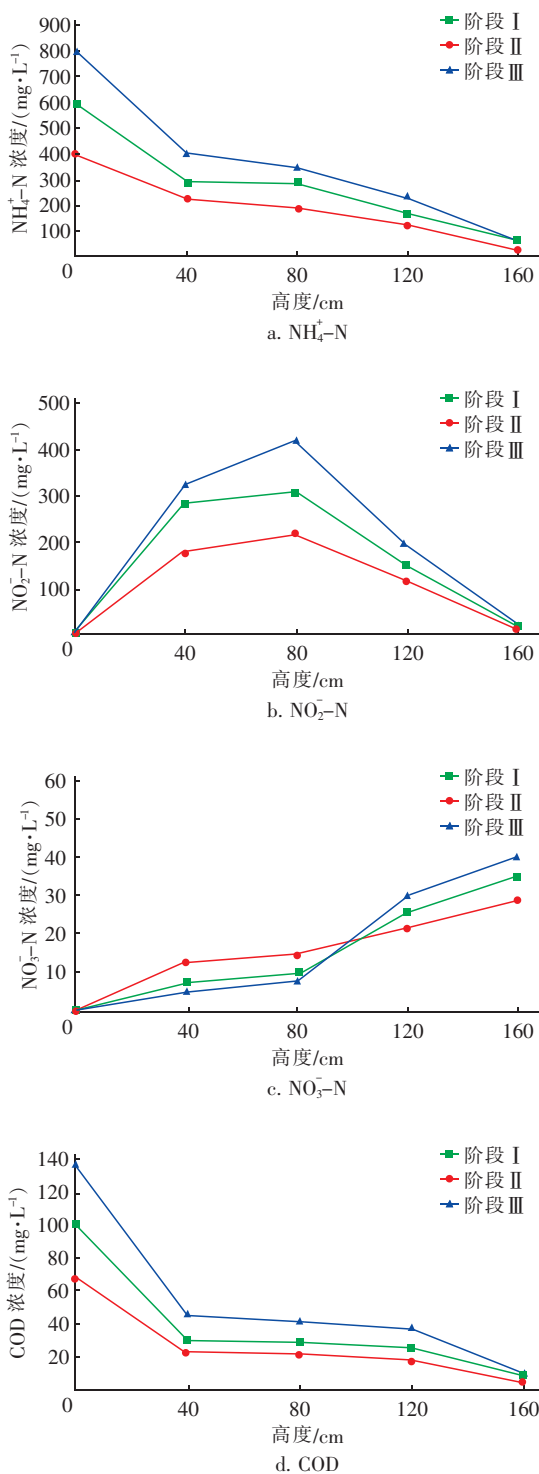 阶段Ⅰ
阶段Ⅱ
阶段Ⅲ
NH₄⁺-N 浓度/(mg·L⁻¹)
900
800
700
600
500
400
300
200
100
0
40
80
120
160
高度/cm
a. NH₄⁺-N
阶段Ⅰ
阶段Ⅱ
阶段Ⅲ
NO₂⁻-N 浓度/(mg·L⁻¹)
500
400
300
200
100
0
40
80
120
160
高度/cm
b. NO₂⁻-N
阶段Ⅰ
阶段Ⅱ
阶段Ⅲ
NO₃⁻-N 浓度/(mg·L⁻¹)
60
50
40
30
20
10
0
40
80
120
160
高度/cm
c. NO₃⁻-N
阶段Ⅰ
阶段Ⅱ
阶段Ⅲ
COD 浓度/(mg·L⁻¹)
140
120
100
80
60
40
20
0
40
80
120
160
高度/cm
d. COD